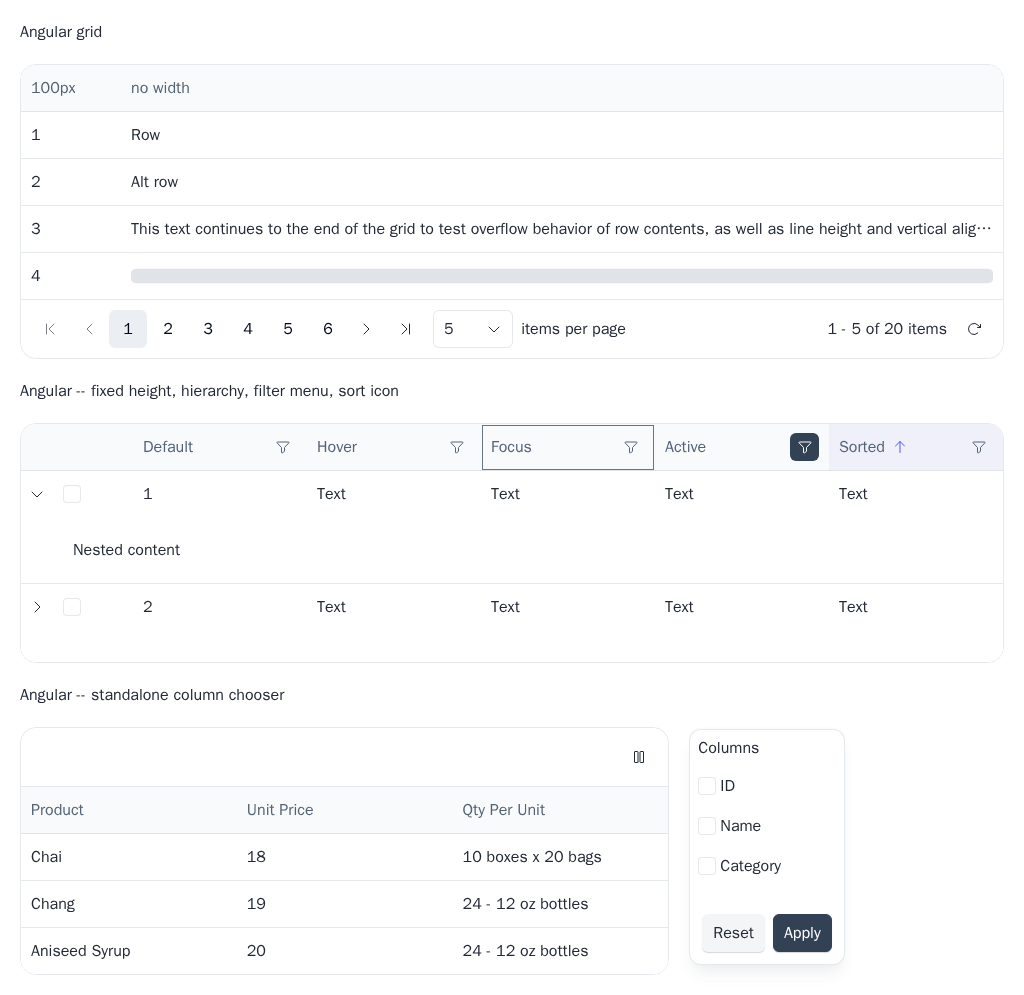 Angular grid
100px no width
1 Row
2 Alt row
3 This text continues to the end of the grid to test overflow behavior of row contents, as well as line height and vertical alig…
4
1 2 3 4 5 6 5 items per page 1 - 5 of 20 items
Angular -- fixed height, hierarchy, filter menu, sort icon
Default Hover Focus Active Sorted
1 Text Text Text Text
Nested content
2 Text Text Text Text
Angular -- standalone column chooser
Product Unit Price Qty Per Unit
Chai 18 10 boxes x 20 bags
Chang 19 24 - 12 oz bottles
Aniseed Syrup 20 24 - 12 oz bottles
Columns
ID
Name
Category
Reset Apply